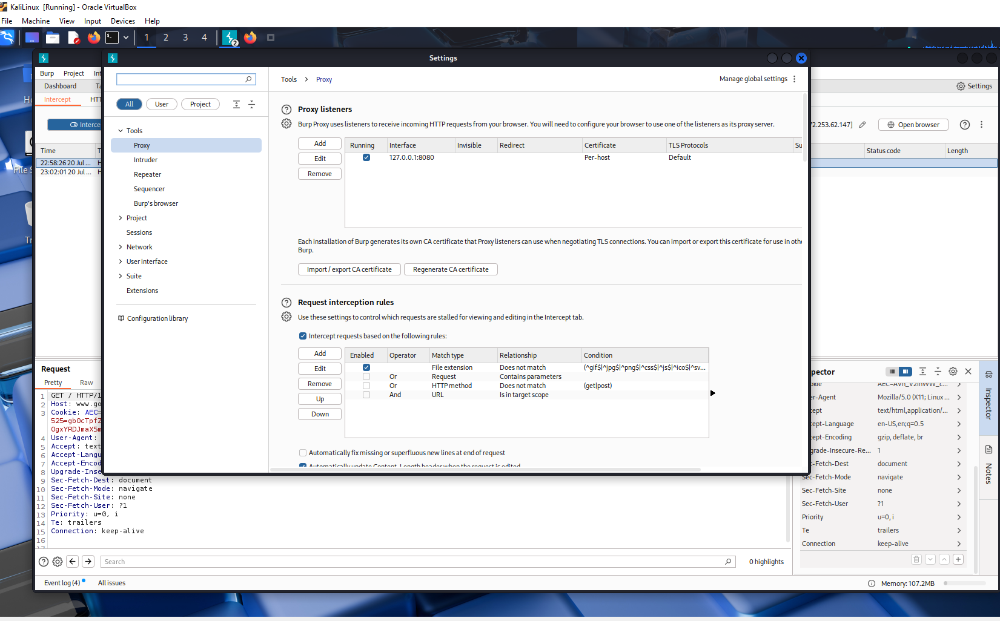 KaliLinux [Running] - Oracle VirtualBox
File Machine View Input Devices Help
1 2 3 4 2
Settings
Burp Project Int
Dashboard Ta
Intercept HTT
Interce
Time T
22:58:26 20 Jul ... H
23:02:01 20 Jul ... H
File S
Tr
Tools > Proxy
Manage global settings
All User Project
Tools
Proxy
Intruder
Repeater
Sequencer
Burp's browser
Project
Sessions
Network
User interface
Suite
Extensions
Configuration library
Proxy listeners
Burp Proxy uses listeners to receive incoming HTTP requests from your browser. You will need to configure your browser to use one of the listeners as its proxy server.
Add
Edit
Remove
Running Interface Invisible Redirect Certificate TLS Protocols Su
127.0.0.1:8080 Per-host Default
Each installation of Burp generates its own CA certificate that Proxy listeners can use when negotiating TLS connections. You can import or export this certificate for use in othe
Burp.
Import / export CA certificate Regenerate CA certificate
Request interception rules
Use these settings to control which requests are stalled for viewing and editing in the Intercept tab.
Intercept requests based on the following rules:
Add
Edit
Remove
Up
Down
Enabled Operator Match type Relationship Condition
File extension Does not match (^gif$|^jpg$|^png$|^css$|^js$|^ico$|^sv...
Or Request Contains parameters
Or HTTP method Does not match (get|post)
And URL Is in target scope
Automatically fix missing or superfluous new lines at end of request
Automatically update Content-Length header when the request is edited
Settings
72.253.62.147] Open browser
Status code Length
Request
Pretty Raw
1 GET / HTTP/1
2 Host: www.go
3 Cookie: AEC=
525=gb0cTpfZ
OgxYRDJmaX5m
4 User-Agent:
5 Accept: text
6 Accept-Langu
7 Accept-Encod
8 Upgrade-Inse
9 Sec-Fetch-Dest: document
10 Sec-Fetch-Mode: navigate
11 Sec-Fetch-Site: none
12 Sec-Fetch-User: ?1
13 Priority: u=0, i
14 Te: trailers
15 Connection: keep-alive
16
17
Search 0 highlights
Event log (4) All issues
Memory: 107.2MB
pector
okie AEC=AVh_V2mWW_c...
er-Agent Mozilla/5.0 (X11; Linux ...
cept text/html,application/...
cept-Language en-US,en;q=0.5
cept-Encoding gzip, deflate, br
grade-Insecure-Re... 1
Sec-Fetch-Dest document
Sec-Fetch-Mode navigate
Sec-Fetch-Site none
Sec-Fetch-User ?1
Priority u=0, i
Te trailers
Connection keep-alive
Inspector
Notes